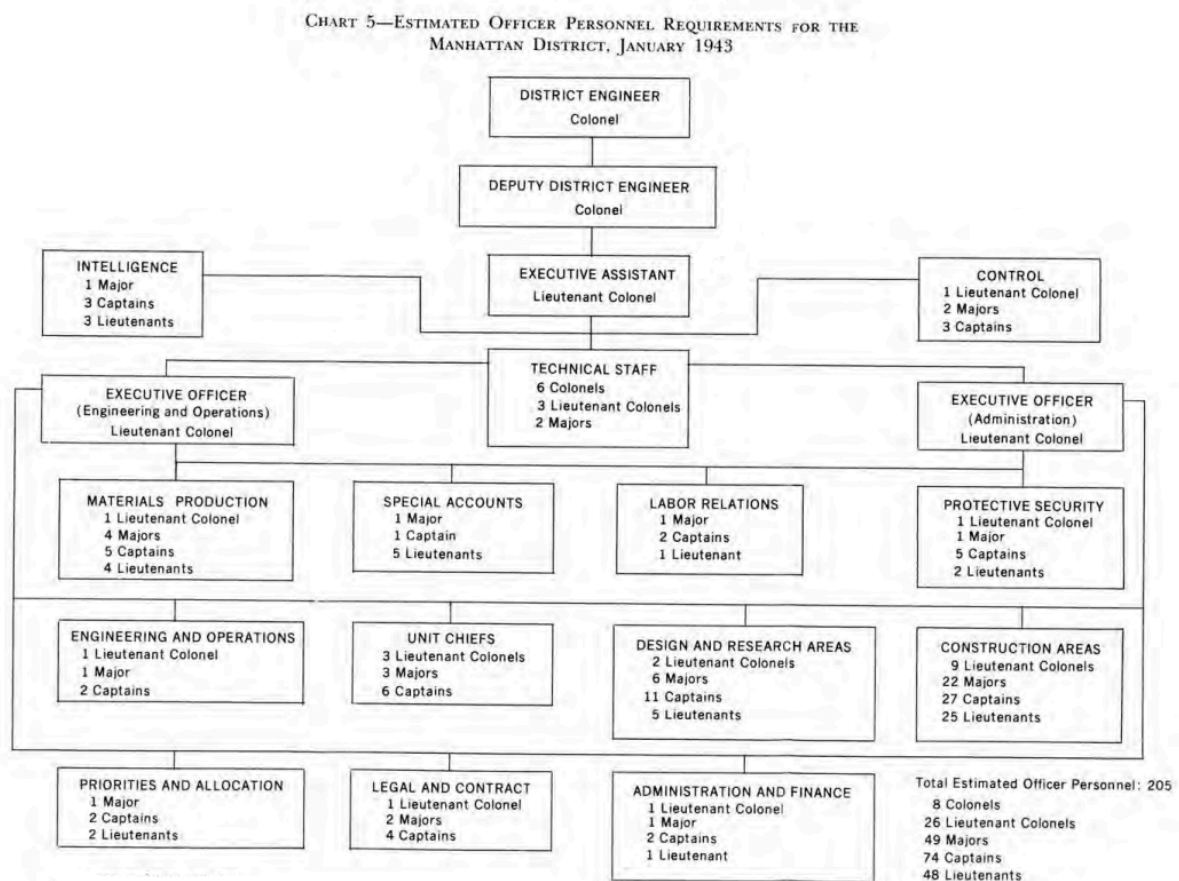 CHART 5—ESTIMATED OFFICER PERSONNEL REQUIREMENTS FOR THE
MANHATTAN DISTRICT, JANUARY 1943
DISTRICT ENGINEER
Colonel
DEPUTY DISTRICT ENGINEER
Colonel
INTELLIGENCE
1 Major
3 Captains
3 Lieutenants
EXECUTIVE ASSISTANT
Lieutenant Colonel
CONTROL
1 Lieutenant Colonel
2 Majors
3 Captains
TECHNICAL STAFF
6 Colonels
3 Lieutenant Colonels
2 Majors
EXECUTIVE OFFICER
(Engineering and Operations)
Lieutenant Colonel
EXECUTIVE OFFICER
(Administration)
Lieutenant Colonel
MATERIALS PRODUCTION
1 Lieutenant Colonel
4 Majors
5 Captains
4 Lieutenants
SPECIAL ACCOUNTS
1 Major
1 Captain
5 Lieutenants
LABOR RELATIONS
1 Major
2 Captains
1 Lieutenant
PROTECTIVE SECURITY
1 Lieutenant Colonel
1 Major
5 Captains
2 Lieutenants
ENGINEERING AND OPERATIONS
1 Lieutenant Colonel
1 Major
2 Captains
UNIT CHIEFS
3 Lieutenant Colonels
3 Majors
6 Captains
DESIGN AND RESEARCH AREAS
2 Lieutenant Colonels
6 Majors
11 Captains
5 Lieutenants
CONSTRUCTION AREAS
9 Lieutenant Colonels
22 Majors
27 Captains
25 Lieutenants
PRIORITIES AND ALLOCATION
1 Major
2 Captains
2 Lieutenants
LEGAL AND CONTRACT
1 Lieutenant Colonel
2 Majors
4 Captains
ADMINISTRATION AND FINANCE
1 Lieutenant Colonel
1 Major
2 Captains
1 Lieutenant
Total Estimated Officer Personnel: 205
8 Colonels
26 Lieutenant Colonels
49 Majors
74 Captains
48 Lieutenants